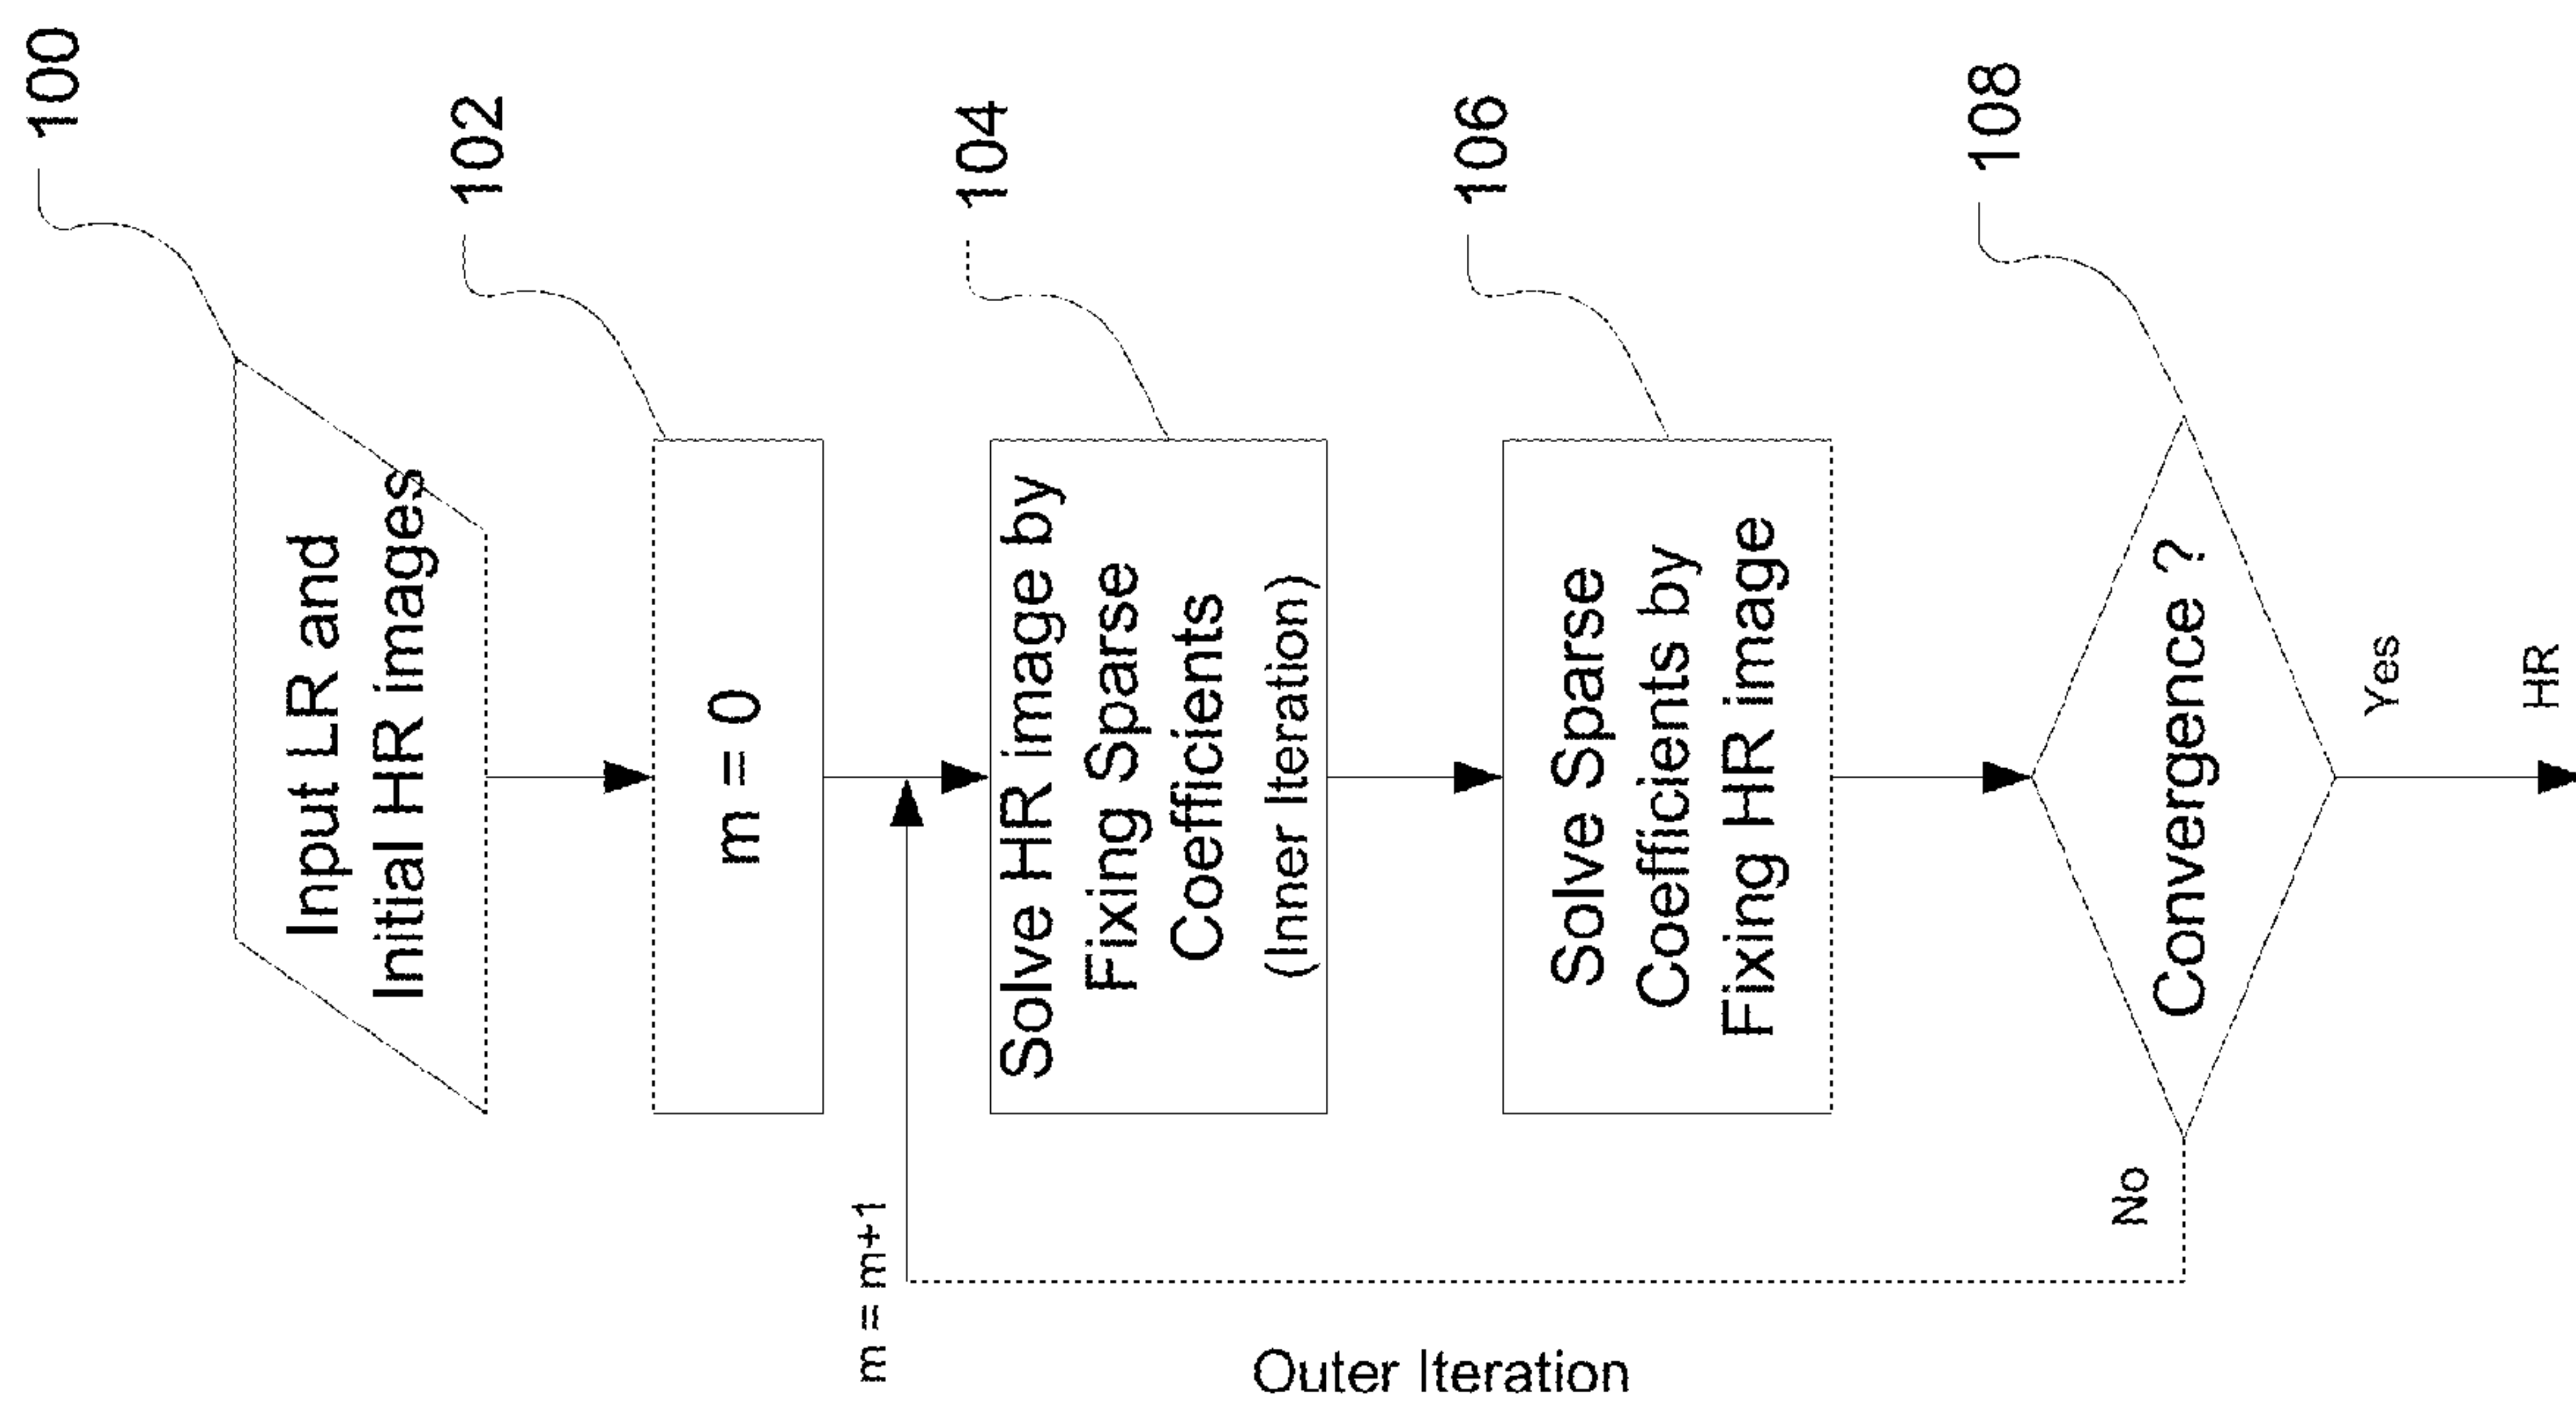 100
Input LR and
Initial HR images
102
m = 0
m = m+1
104
Solve HR image by
Fixing Sparse
Coefficients
(Inner Iteration)
106
Solve Sparse
Coefficients by
Fixing HR image
Outer Iteration
108
Convergence ?
No
Yes
HR